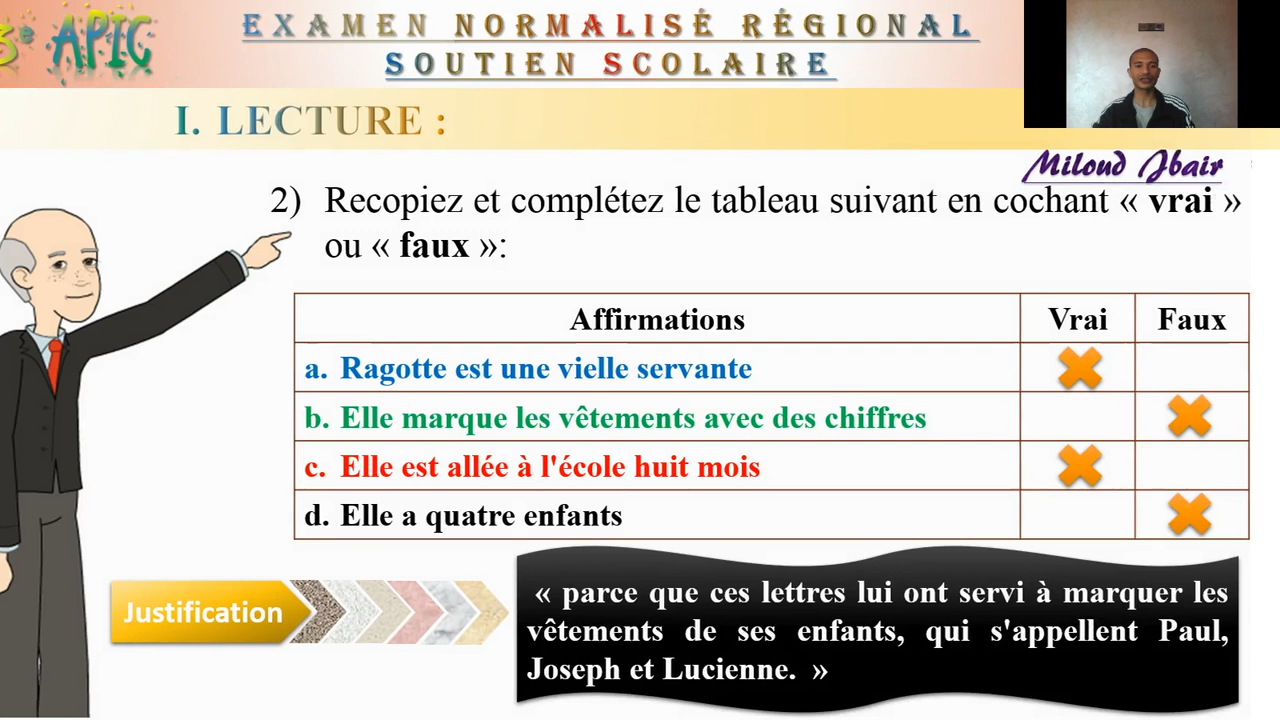 3e APIC
EXAMEN NORMALISÉ RÉGIONAL
SOUTIEN SCOLAIRE
I. LECTURE :
Miloud Jbair
2) Recopiez et complétez le tableau suivant en cochant « vrai »
ou « faux »:
Affirmations Vrai Faux
a. Ragotte est une vielle servante
b. Elle marque les vêtements avec des chiffres
c. Elle est allée à l'école huit mois
d. Elle a quatre enfants
Justification
« parce que ces lettres lui ont servi à marquer les
vêtements de ses enfants, qui s'appellent Paul,
Joseph et Lucienne. »